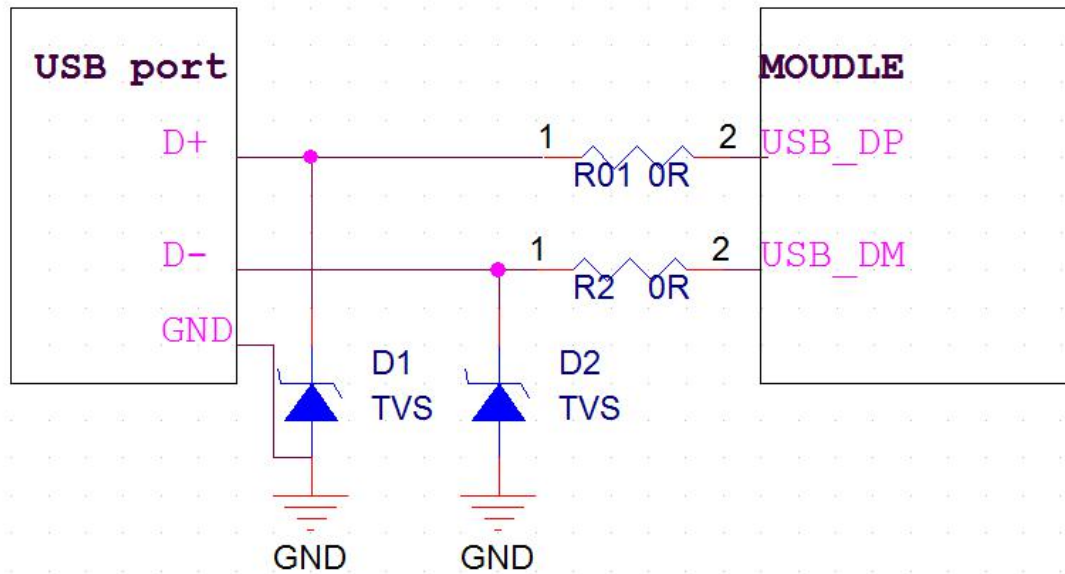 USB port
MOUDLE
D+
1
2
USB_DP
R01 0R
D-
1
2
USB_DM
R2 0R
GND
D1
TVS
D2
TVS
GND
GND